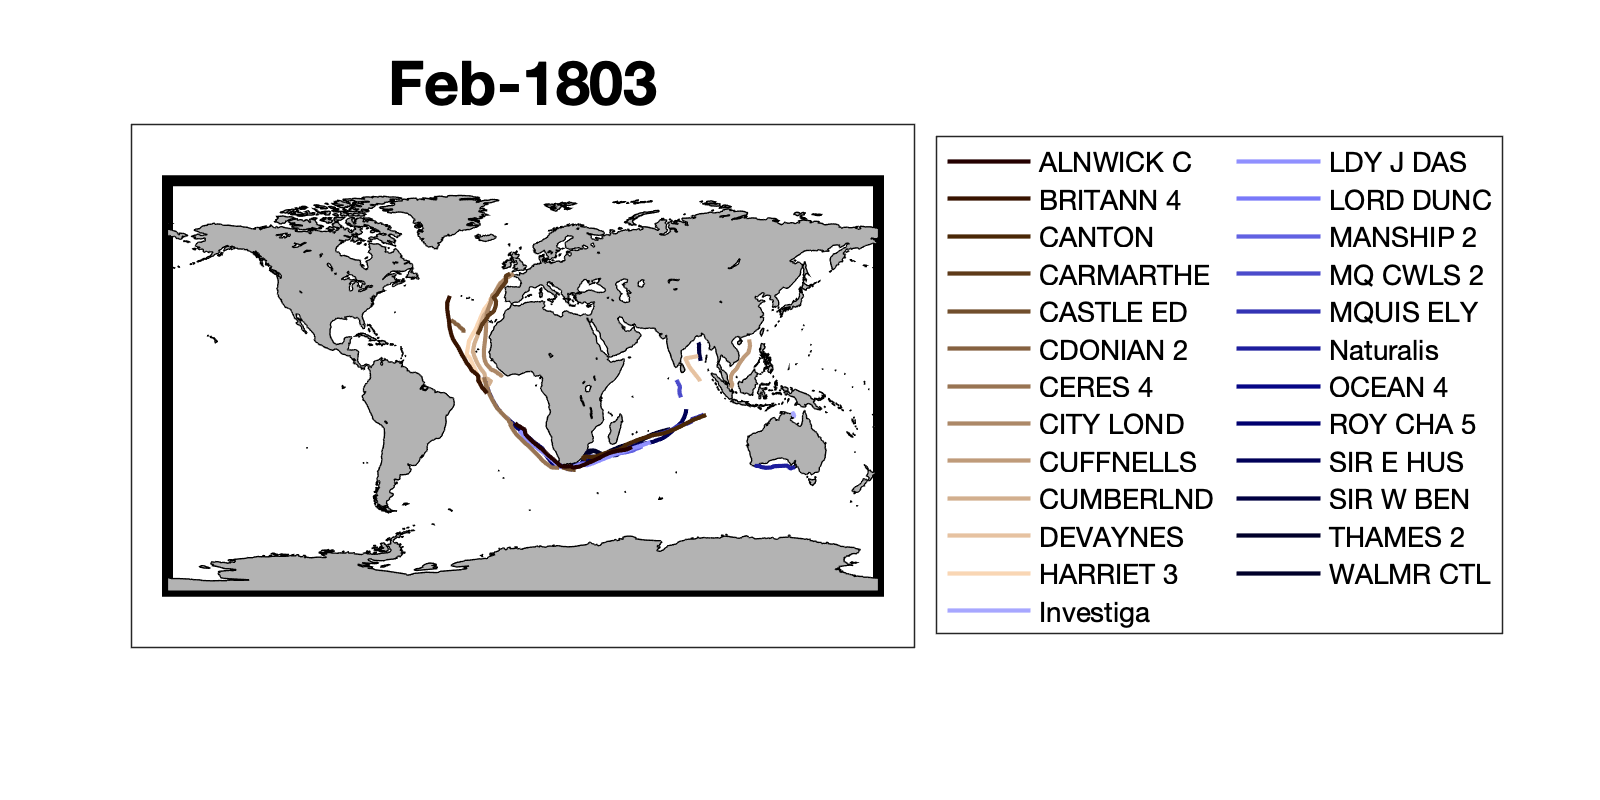 Feb-1803
ALNWICK C
BRITANN 4
CANTON
CARMARTHE
CASTLE ED
CDONIAN 2
CERES 4
CITY LOND
CUFFNELLS
CUMBERLND
DEVAYNES
HARRIET 3
Investiga
LDY J DAS
LORD DUNC
MANSHIP 2
MQ CWLS 2
MQUIS ELY
Naturalis
OCEAN 4
ROY CHA 5
SIR E HUS
SIR W BEN
THAMES 2
WALMR CTL